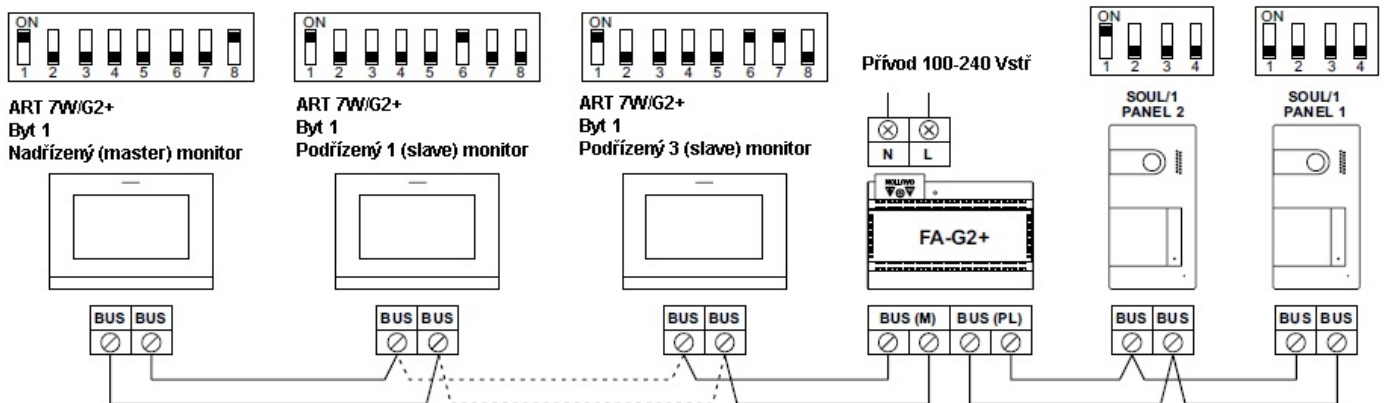 ON
1 2 3 4 5 6 7 8
ART 7W/G2+
Byt 1
Nadřízený (master) monitor
BUS BUS
ON
1 2 3 4 5 6 7 8
ART 7W/G2+
Byt 1
Podřízený 1 (slave) monitor
BUS BUS
ON
1 2 3 4 5 6 7 8
ART 7W/G2+
Byt 1
Podřízený 3 (slave) monitor
BUS BUS
Přívod 100-240 Vstř
N L
CAUTION
FA-G2+
BUS (M) BUS (PL)
ON
1 2 3 4
SOUL/1
PANEL 2
BUS BUS
ON
1 2 3 4
SOUL/1
PANEL 1
BUS BUS